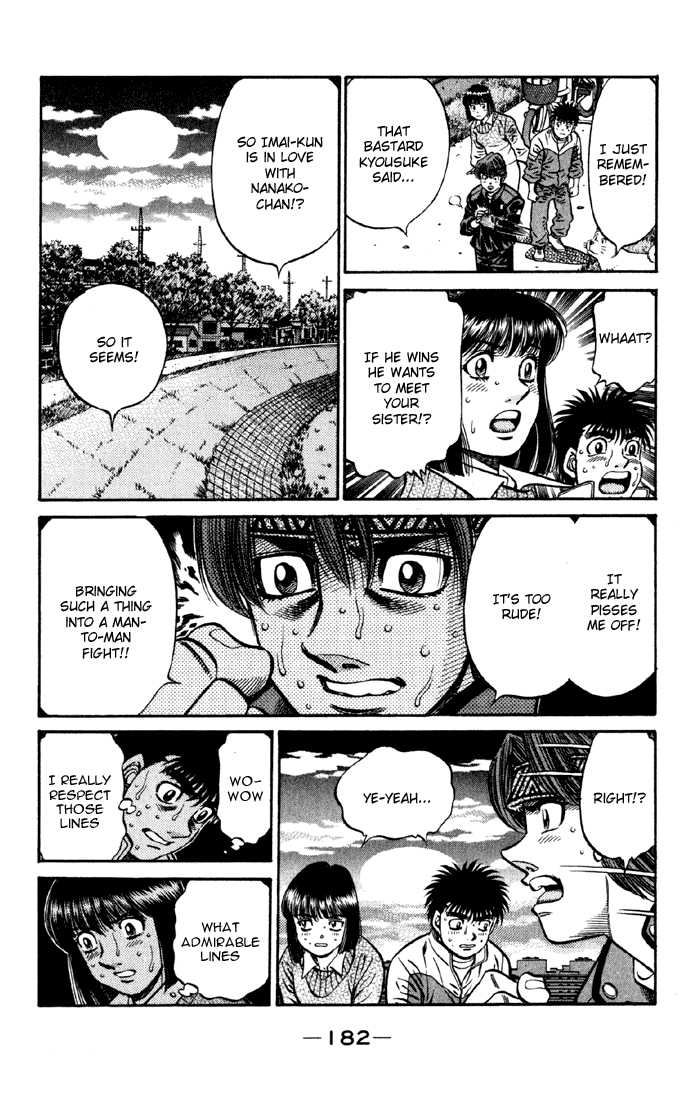 I JUST
REMEM-
BERED!
THAT
BASTARD
KYOUSUKE
SAID...
WHAAT?
IF HE WINS
HE WANTS
TO MEET
YOUR
SISTER!?
SO IMAI-KUN
IS IN LOVE
WITH
NANAKO-
CHAN!?
SO IT
SEEMS!
IT
REALLY
PISSES
ME OFF!
IT'S TOO
RUDE!
BRINGING
SUCH A THING
INTO A MAN-
TO-MAN
FIGHT!!
RIGHT!?
YE-YEAH...
WO-
WOW
I REALLY
RESPECT
THOSE
LINES
WHAT
ADMIRABLE
LINES
—182—